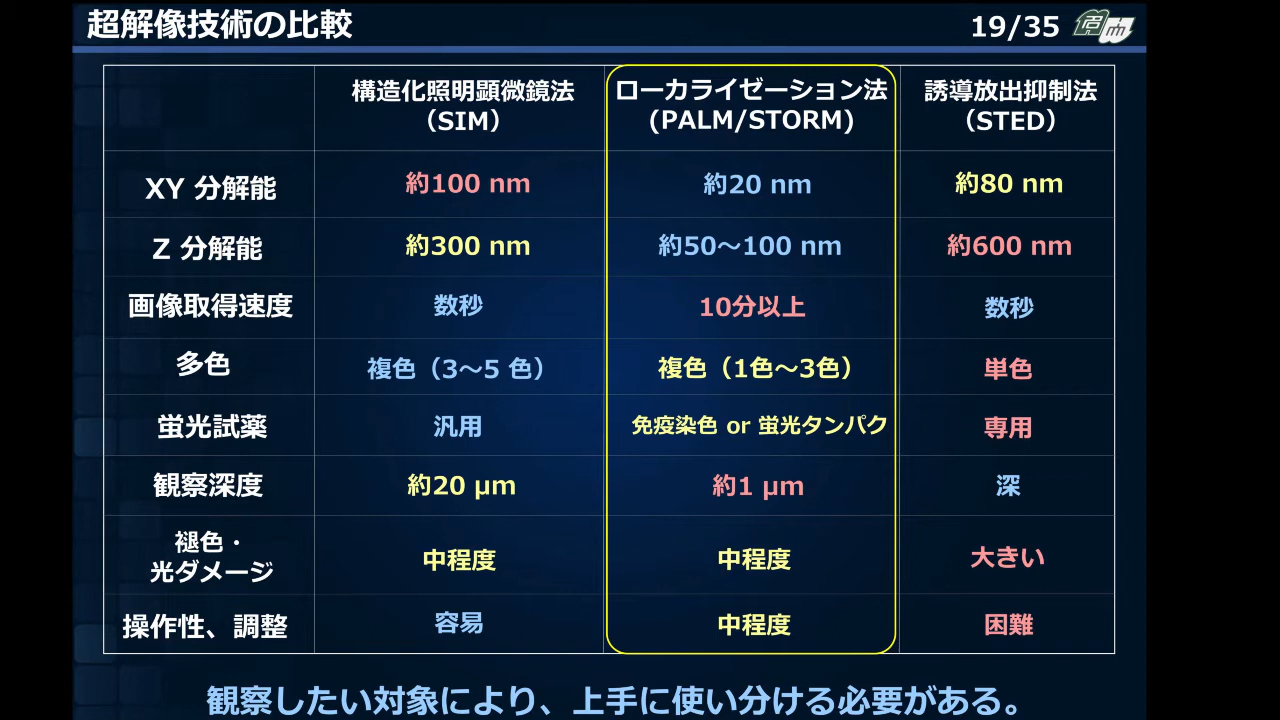 超解像技術の比較
19/35
構造化照明顕微鏡法
（SIM）
ローカライゼーション法
(PALM/STORM)
誘導放出抑制法
（STED）
XY 分解能
約100 nm
約20 nm
約80 nm
Z 分解能
約300 nm
約50～100 nm
約600 nm
画像取得速度
数秒
10分以上
数秒
多色
複色（3～5 色）
複色（1色～3色）
単色
蛍光試薬
汎用
免疫染色 or 蛍光タンパク
専用
観察深度
約20 μm
約1 μm
深
褪色・
光ダメージ
中程度
中程度
大きい
操作性、調整
容易
中程度
困難
観察したい対象により、上手に使い分ける必要がある。